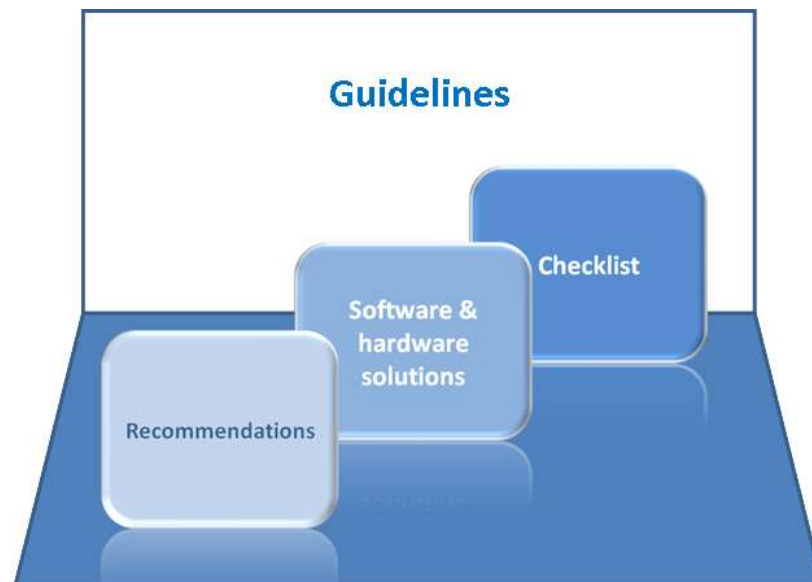 Guidelines
Checklist
Software &
hardware
solutions
Recommendations